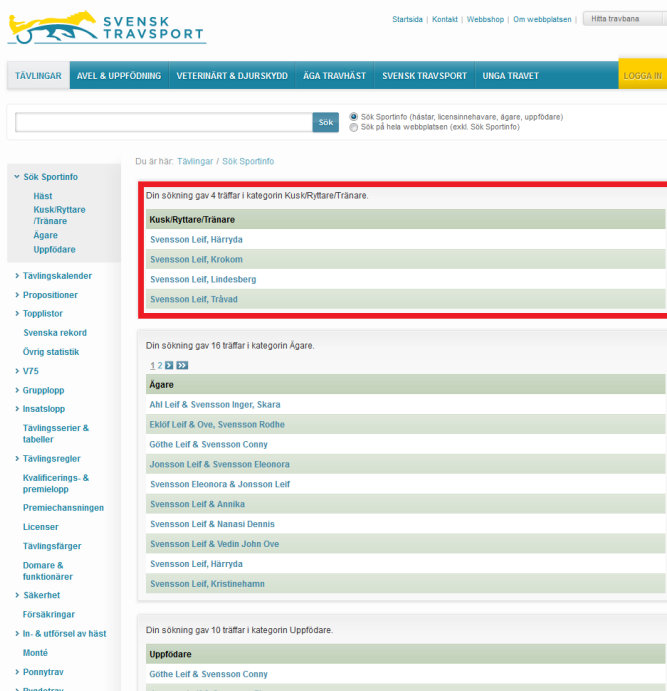 SVENSK
TRAVSPORT
Startsida | Kontakt | Webbshop | Om webbplatsen |
Hitta travbana
TÄVLINGAR
AVEL & UPPFÖDNING
VETERINÄRT & DJURSKYDD
ÄGA TRAVHÄST
SVENSK TRAVSPORT
UNGA TRAVET
LOGGA IN
Sök
Sök Sportinfo (hästar, licensinnehavare, ägare, uppfödare)
Sök på hela webbplatsen (exkl. Sök Sportinfo)
Du är här: Tävlingar / Sök Sportinfo
Sök Sportinfo
Häst
Kusk/Ryttare
/Tränare
Ägare
Uppfödare
Tävlingskalender
Propositioner
Topplistor
Svenska rekord
Övrig statistik
V75
Grupplopp
Insatslopp
Tävlingsserier &
tabeller
Tävlingsregler
Kvalificerings- &
premielopp
Premiechansningen
Licenser
Tävlingsfärger
Domare &
funktionärer
Säkerhet
Försäkringar
In- & utförsel av häst
Monté
Ponnytrav
Din sökning gav 4 träffar i kategorin Kusk/Ryttare/Tränare.
Kusk/Ryttare/Tränare
Svensson Leif, Härryda
Svensson Leif, Krokom
Svensson Leif, Lindesberg
Svensson Leif, Tråvad
Din sökning gav 16 träffar i kategorin Ägare.
1 2
Ägare
Ahl Leif & Svensson Inger, Skara
Eklöf Leif & Ove, Svensson Rodhe
Göthe Leif & Svensson Conny
Jonsson Leif & Svensson Eleonora
Svensson Eleonora & Jonsson Leif
Svensson Leif & Annika
Svensson Leif & Nanasi Dennis
Svensson Leif & Vedin John Ove
Svensson Leif, Härryda
Svensson Leif, Kristinehamn
Din sökning gav 10 träffar i kategorin Uppfödare.
Uppfödare
Göthe Leif & Svensson Conny